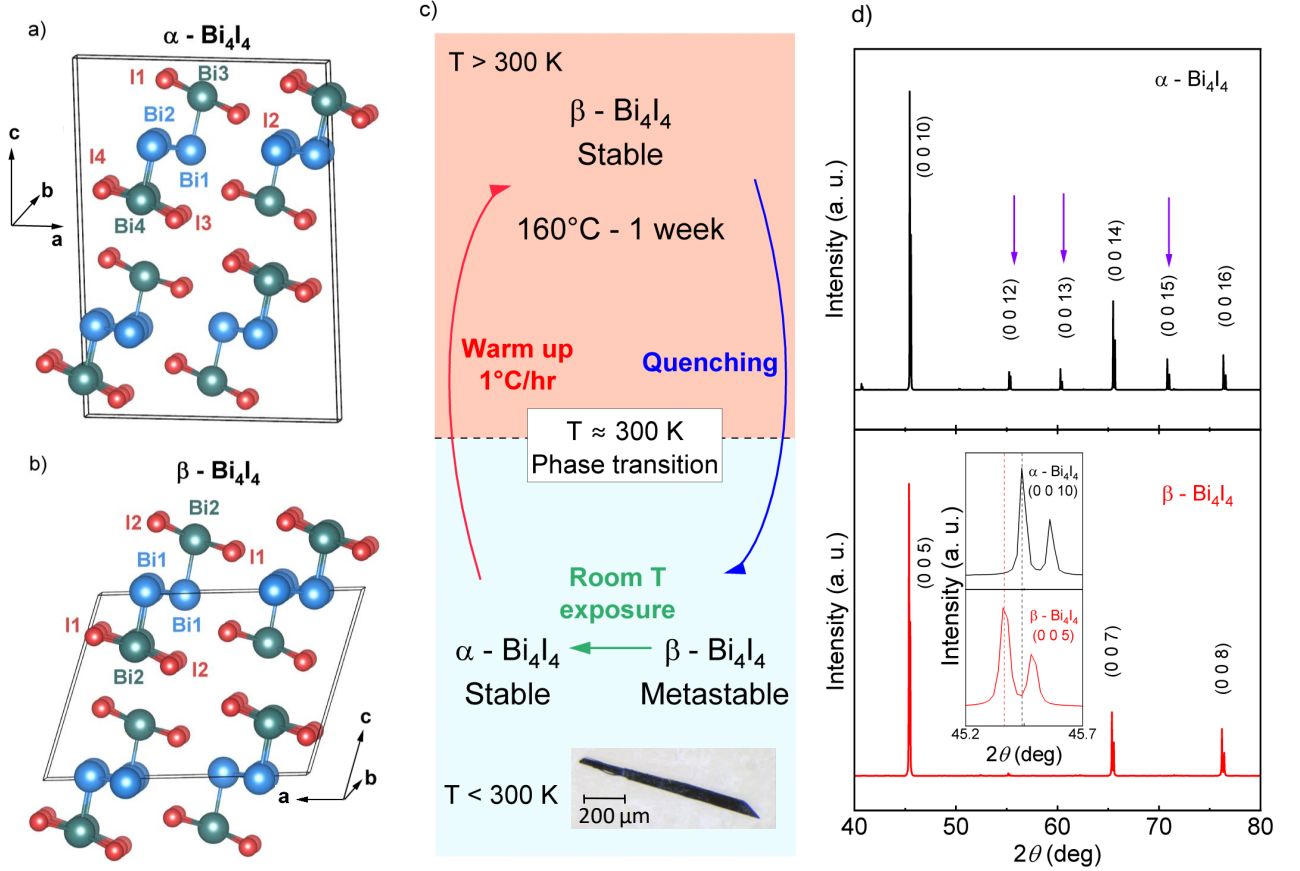 a)
α - Bi₄I₄
I1
Bi3
Bi2
I2
I4
Bi1
Bi4
I3
c
b
a
b)
β - Bi₄I₄
Bi2
I2
I1
Bi1
I1
Bi1
I2
Bi2
c
b
a
c)
T > 300 K
β - Bi₄I₄
Stable
160°C - 1 week
Warm up
1°C/hr
Quenching
T ≈ 300 K
Phase transition
Room T
exposure
α - Bi₄I₄
Stable
β - Bi₄I₄
Metastable
T < 300 K
200 μm
d)
α - Bi₄I₄
Intensity (a. u.)
(0 0 10)
(0 0 12)
(0 0 13)
(0 0 14)
(0 0 15)
(0 0 16)
β - Bi₄I₄
Intensity (a. u.)
(0 0 5)
(0 0 7)
(0 0 8)
Intensity (a. u.)
α - Bi₄I₄
(0 0 10)
β - Bi₄I₄
(0 0 5)
45.2
45.7
2θ (deg)
40
50
60
70
80
2θ (deg)